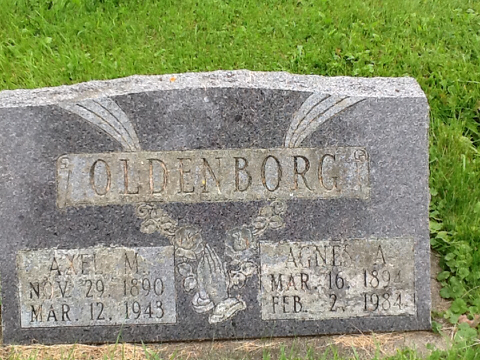 OLDENBORG
AXEL M.
NOV. 29. 1890
MAR. 12. 1943
AGNES A.
MAR. 16. 1894
FEB. 2. 1984